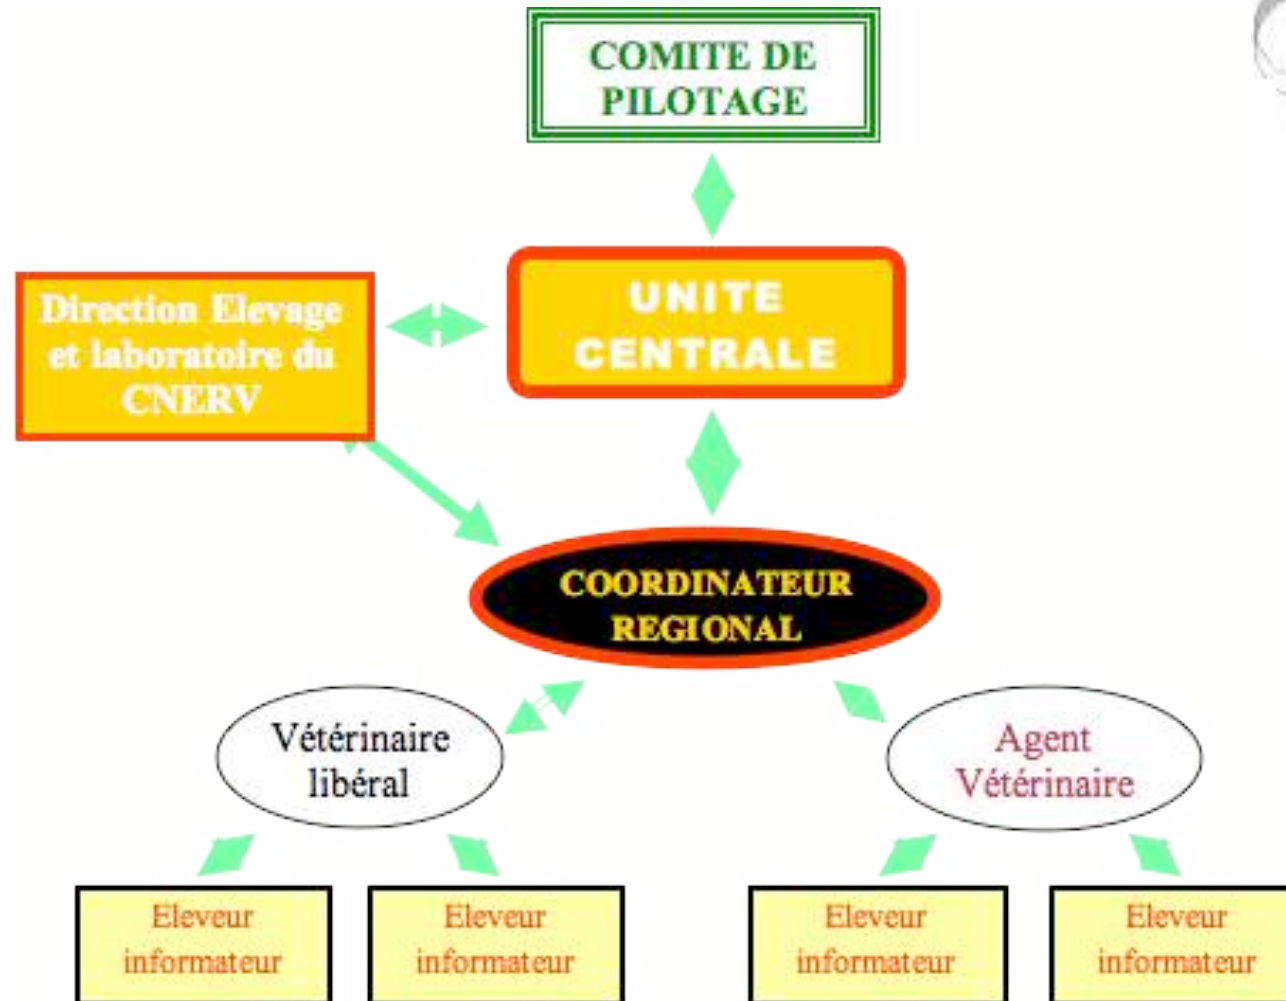 COMITE DE
PILOTAGE
Direction Elevage
et laboratoire du
CNERV
UNITE
CENTRALE
COORDINATEUR
REGIONAL
Vétérinaire
libéral
Agent
Vétérinaire
Eleveur
informateur
Eleveur
informateur
Eleveur
informateur
Eleveur
informateur